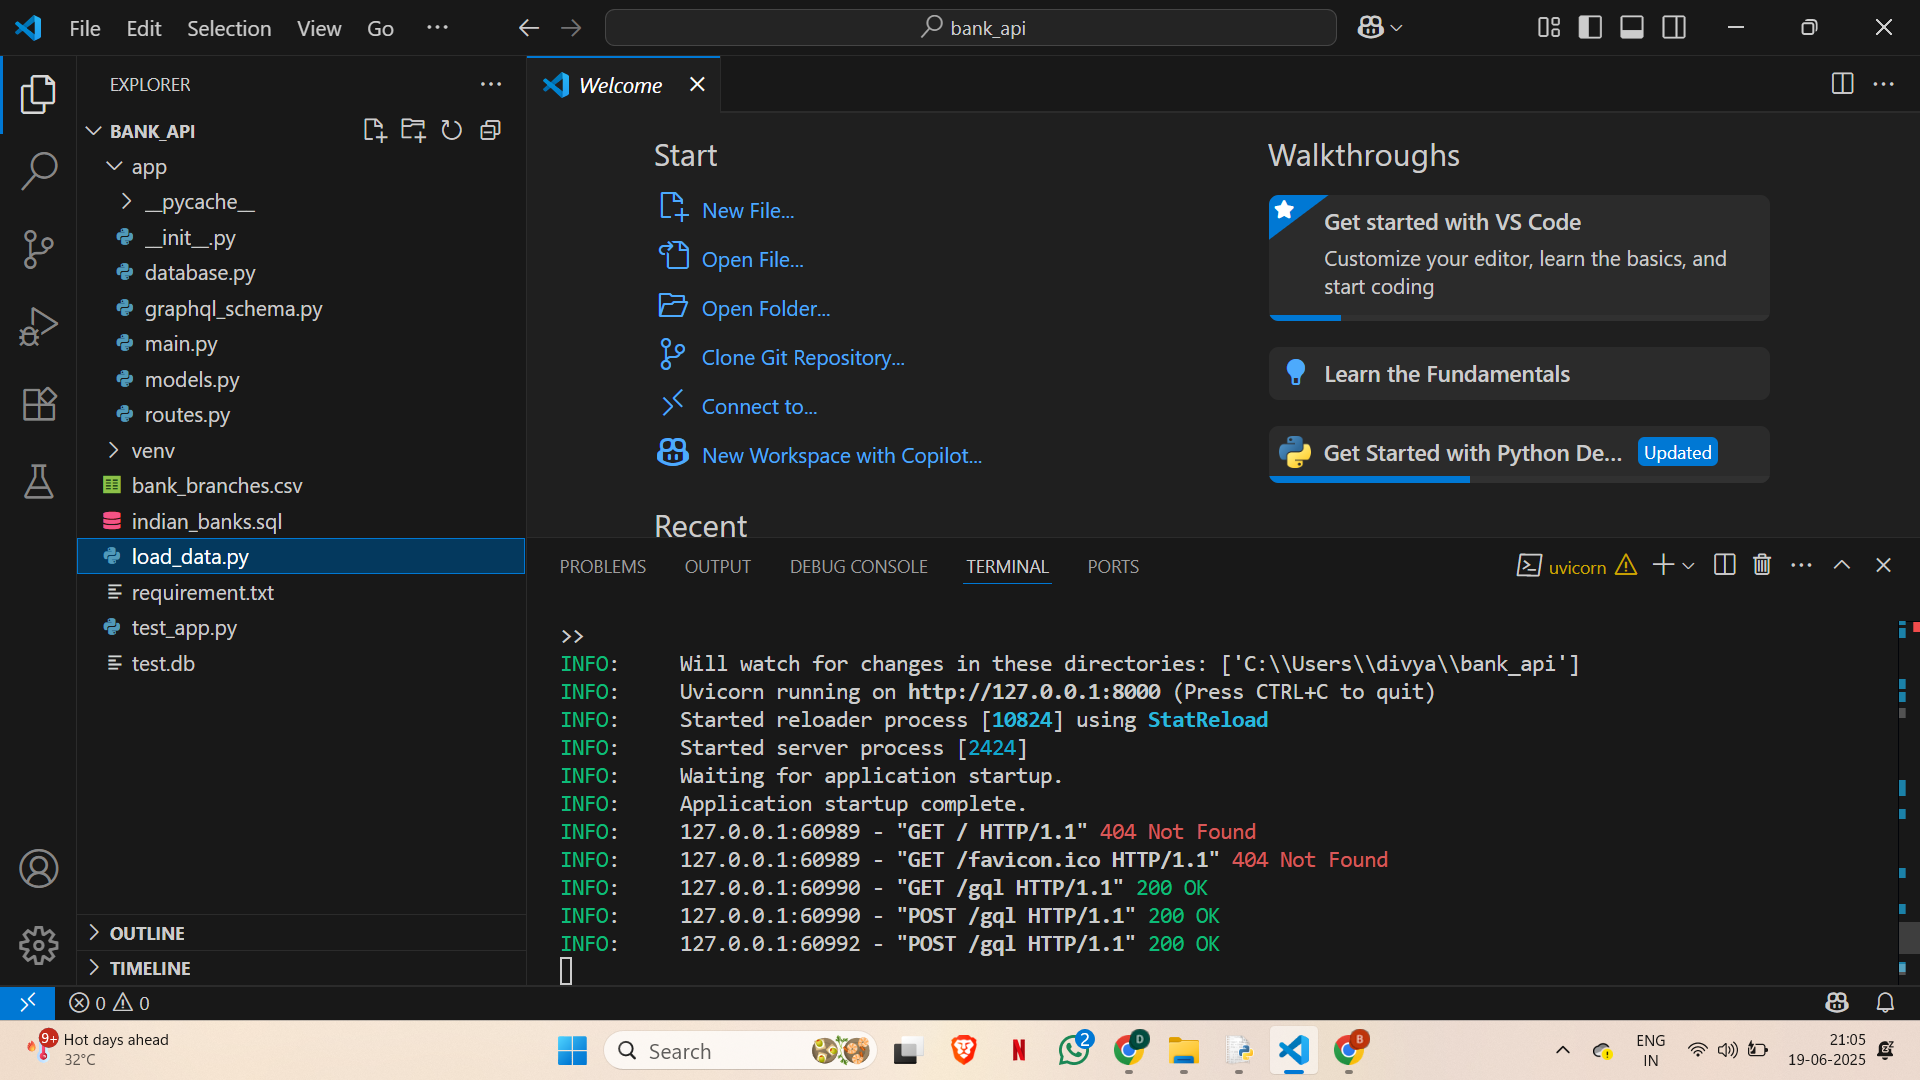 File Edit Selection View Go ···
bank_api
EXPLORER
BANK_API
app
__pycache__
__init__.py
database.py
graphql_schema.py
main.py
models.py
routes.py
venv
bank_branches.csv
indian_banks.sql
load_data.py
requirement.txt
test_app.py
test.db
OUTLINE
TIMELINE
Welcome
Start
New File...
Open File...
Open Folder...
Clone Git Repository...
Connect to...
New Workspace with Copilot...
Recent
Walkthroughs
Get started with VS Code
Customize your editor, learn the basics, and
start coding
Learn the Fundamentals
Get Started with Python De... Updated
PROBLEMS OUTPUT DEBUG CONSOLE TERMINAL PORTS
uvicorn
>>
INFO: Will watch for changes in these directories: ['C:\\Users\\divya\\bank_api']
INFO: Uvicorn running on http://127.0.0.1:8000 (Press CTRL+C to quit)
INFO: Started reloader process [10824] using StatReload
INFO: Started server process [2424]
INFO: Waiting for application startup.
INFO: Application startup complete.
INFO: 127.0.0.1:60989 - "GET / HTTP/1.1" 404 Not Found
INFO: 127.0.0.1:60989 - "GET /favicon.ico HTTP/1.1" 404 Not Found
INFO: 127.0.0.1:60990 - "GET /gql HTTP/1.1" 200 OK
INFO: 127.0.0.1:60990 - "POST /gql HTTP/1.1" 200 OK
INFO: 127.0.0.1:60992 - "POST /gql HTTP/1.1" 200 OK
0 0
9+
Hot days ahead
32°C
Search
N
2
D
B
ENG
IN
21:05
19-06-2025